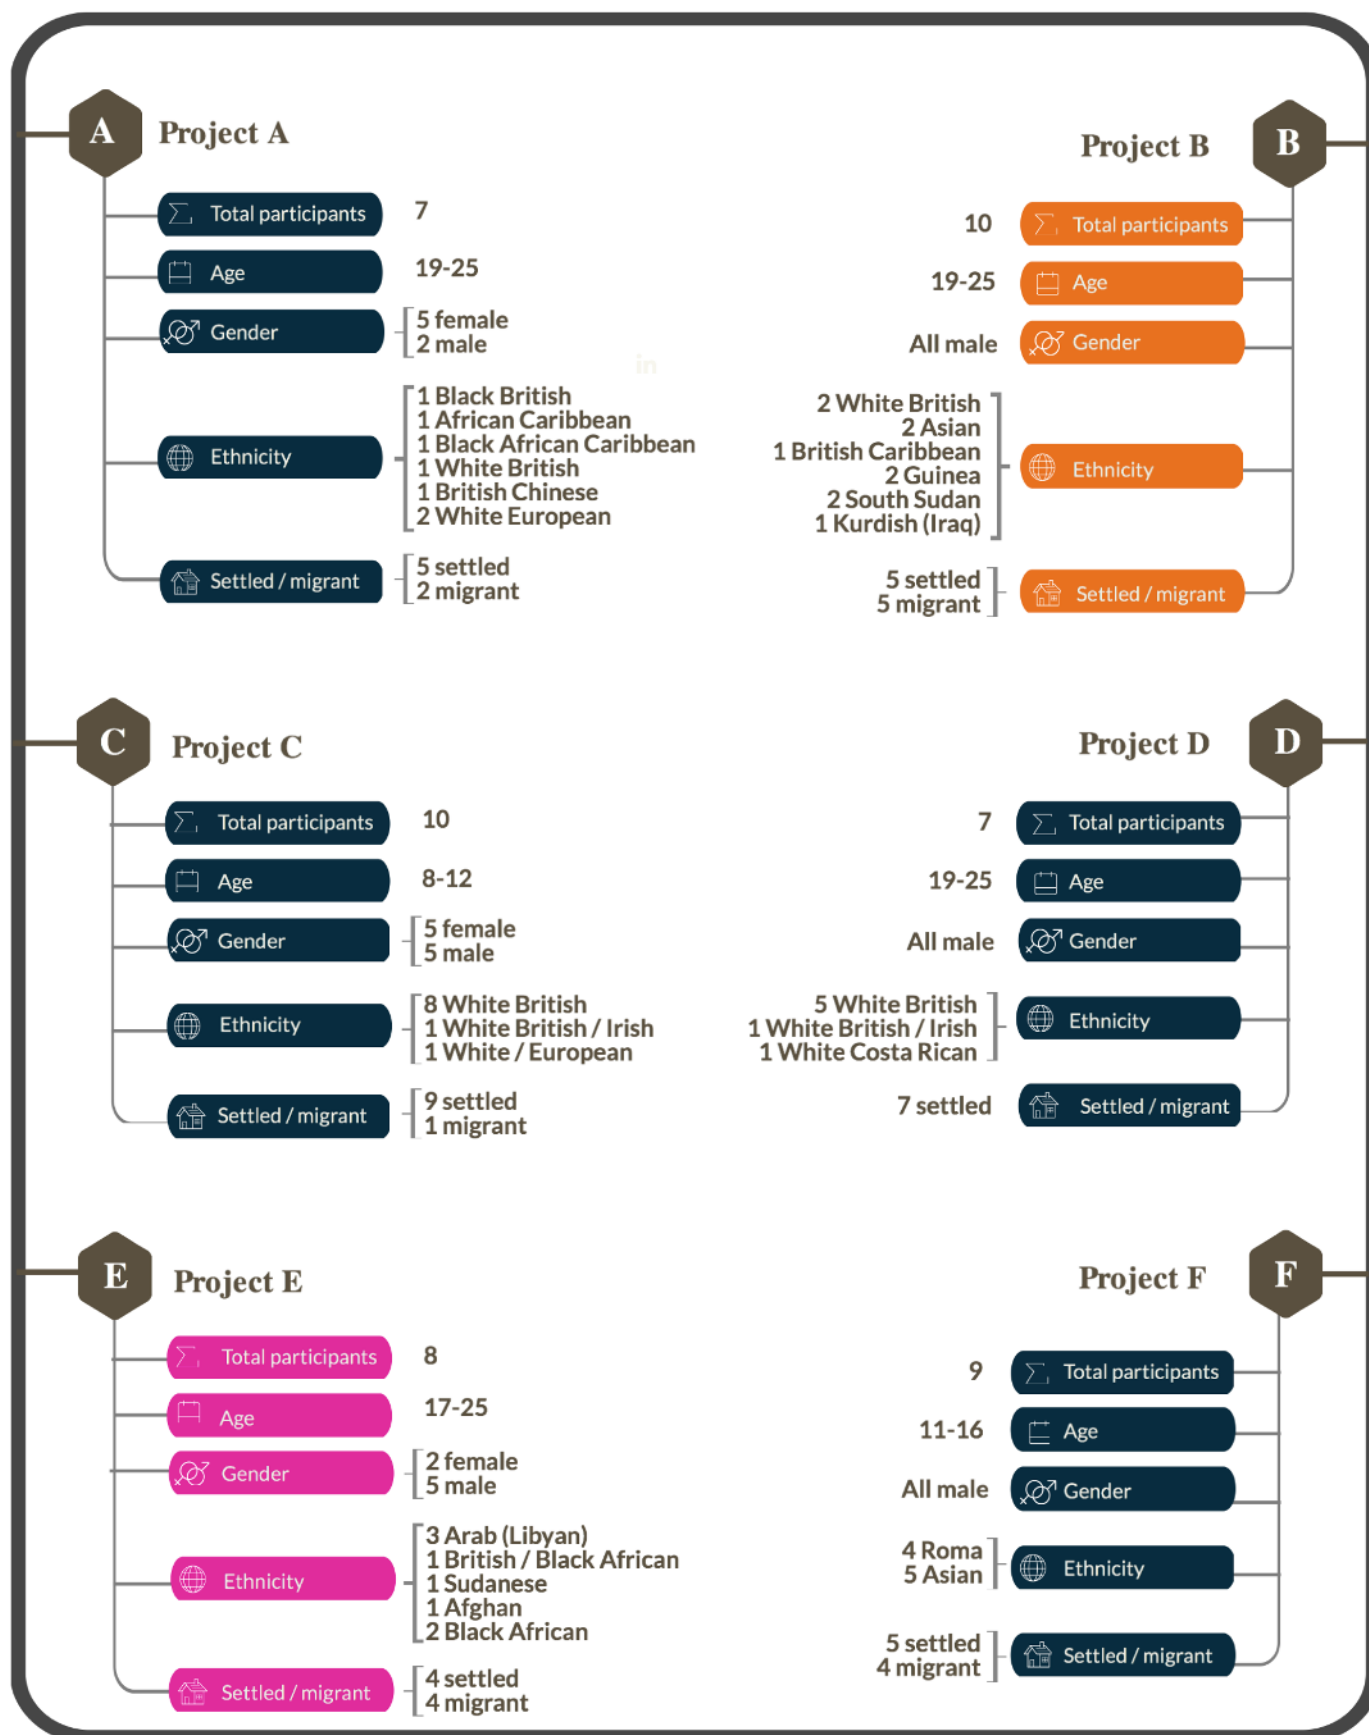 A
Project A
Total participants
7
Age
19-25
Gender
5 female
2 male
in
Ethnicity
1 Black British
1 African Caribbean
1 Black African Caribbean
1 White British
1 British Chinese
2 White European
Settled / migrant
5 settled
2 migrant
Project B
B
10
Total participants
19-25
Age
All male
Gender
2 White British
2 Asian
1 British Caribbean
2 Guinea
2 South Sudan
1 Kurdish (Iraq)
Ethnicity
5 settled
5 migrant
Settled / migrant
C
Project C
Total participants
10
Age
8-12
Gender
5 female
5 male
Ethnicity
8 White British
1 White British / Irish
1 White / European
Settled / migrant
9 settled
1 migrant
Project D
D
7
Total participants
19-25
Age
All male
Gender
5 White British
1 White British / Irish
1 White Costa Rican
Ethnicity
7 settled
Settled / migrant
E
Project E
Total participants
8
Age
17-25
Gender
2 female
5 male
Ethnicity
3 Arab (Libyan)
1 British / Black African
1 Sudanese
1 Afghan
2 Black African
Settled / migrant
4 settled
4 migrant
Project F
F
9
Total participants
11-16
Age
All male
Gender
4 Roma
5 Asian
Ethnicity
5 settled
4 migrant
Settled / migrant